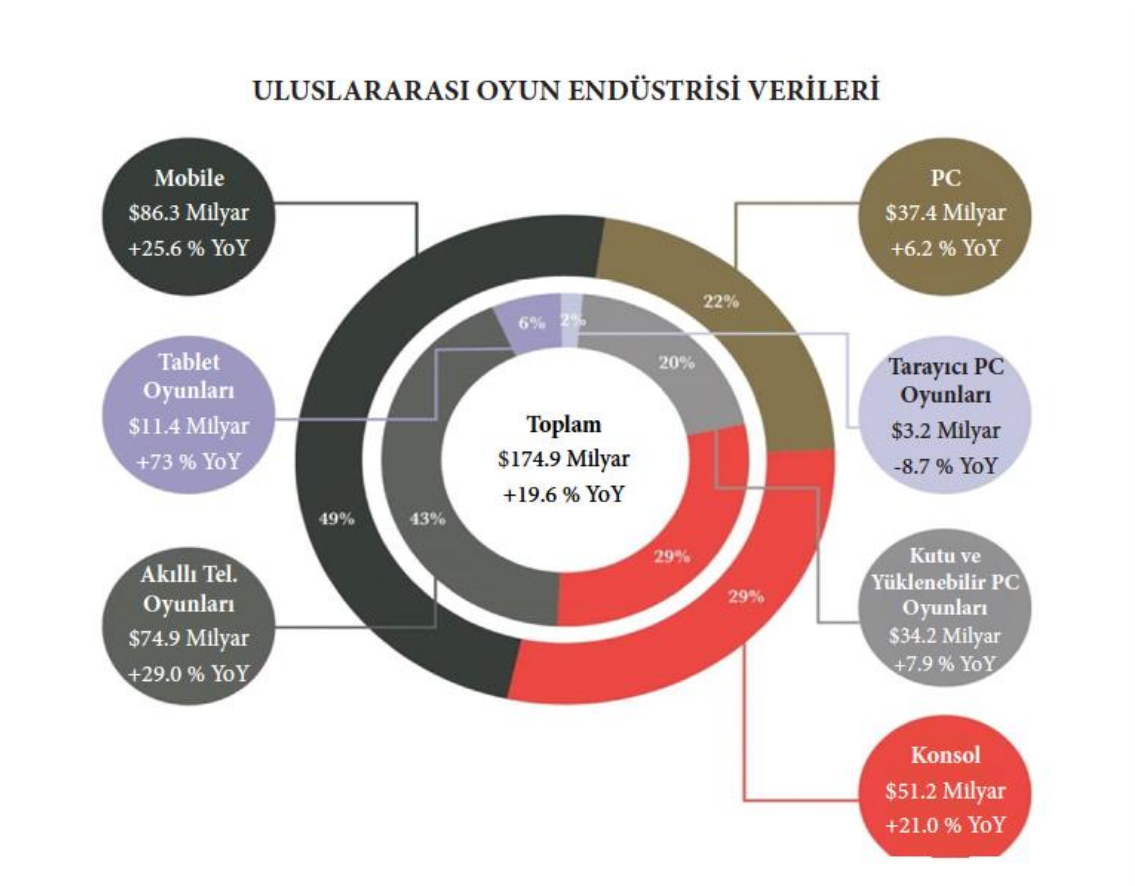 ULUSLARARASI OYUN ENDÜSTRİSİ VERİLERİ
Mobile
$86.3 Milyar
+25.6 % YoY
PC
$37.4 Milyar
+6.2 % YoY
22%
6%
2%
20%
Tablet
Oyunları
$11.4 Milyar
+73 % YoY
Tarayıcı PC
Oyunları
$3.2 Milyar
-8.7 % YoY
Toplam
$174.9 Milyar
+19.6 % YoY
49%
43%
29%
29%
Akıllı Tel.
Oyunları
$74.9 Milyar
+29.0 % YoY
Kutu ve
Yüklenebilir PC
Oyunları
$34.2 Milyar
+7.9 % YoY
Konsol
$51.2 Milyar
+21.0 % YoY